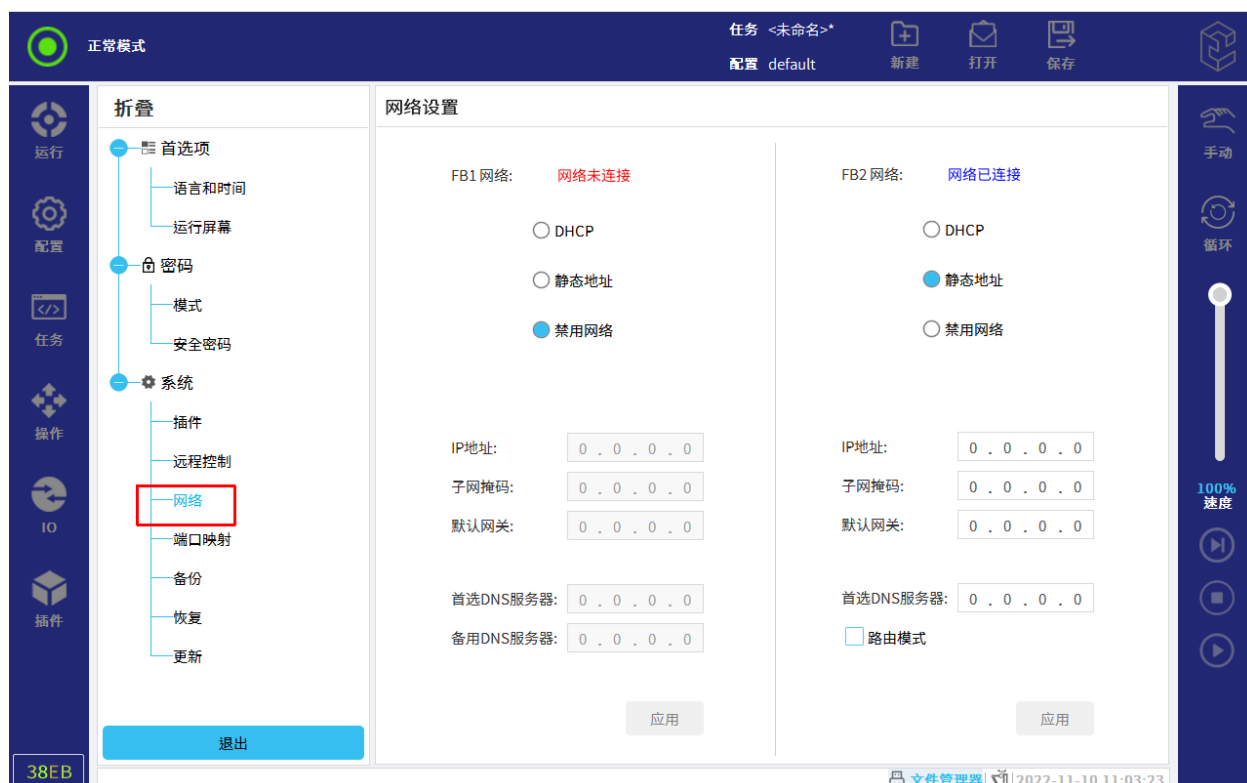 正常模式
任务 <未命名>*
配置 default
新建
打开
保存
运行
配置
任务
操作
IO
插件
38EB
折叠
首选项
语言和时间
运行屏幕
密码
模式
安全密码
系统
插件
远程控制
网络
端口映射
备份
恢复
更新
退出
网络设置
FB1 网络: 网络未连接
DHCP
静态地址
禁用网络
IP地址: 0 . 0 . 0 . 0
子网掩码: 0 . 0 . 0 . 0
默认网关: 0 . 0 . 0 . 0
首选DNS服务器: 0 . 0 . 0 . 0
备用DNS服务器: 0 . 0 . 0 . 0
应用
FB2 网络: 网络已连接
DHCP
静态地址
禁用网络
IP地址: 0 . 0 . 0 . 0
子网掩码: 0 . 0 . 0 . 0
默认网关: 0 . 0 . 0 . 0
首选DNS服务器: 0 . 0 . 0 . 0
路由模式
应用
手动
循环
100%
速度
文件管理器 2022-11-10 11:03:23